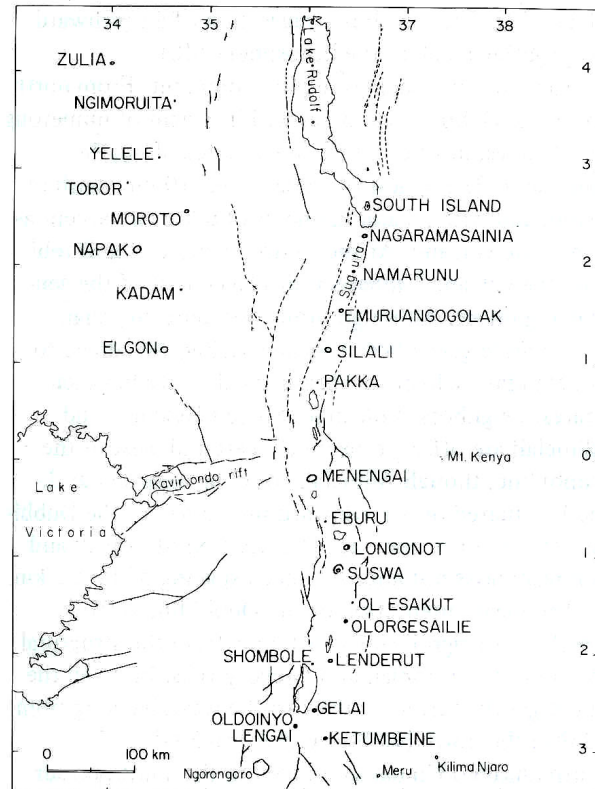 34 35 36 37 38
Lake Rudolf
4
ZULIA
NGIMORUITA
YELELE
3
TOROR
MOROTO
SOUTH ISLAND
NAPAK
NAGARAMASAINIA
Suguta
NAMARUNU
2
KADAM
EMURUANGOGOLAK
ELGON
SILALI
1
PAKKA
Mt. Kenya
0
Lake
Victoria
Kavirondo rift
MENENGAI
EBURU
LONGONOT
1
SUSWA
OL ESAKUT
OLORGESAILIE
SHOMBOLE
LENDERUT
2
GELAI
OLDOINYO
LENGAI
KETUMBEINE
3
0 100 km
Ngorongoro
Meru
Kilima Njaro